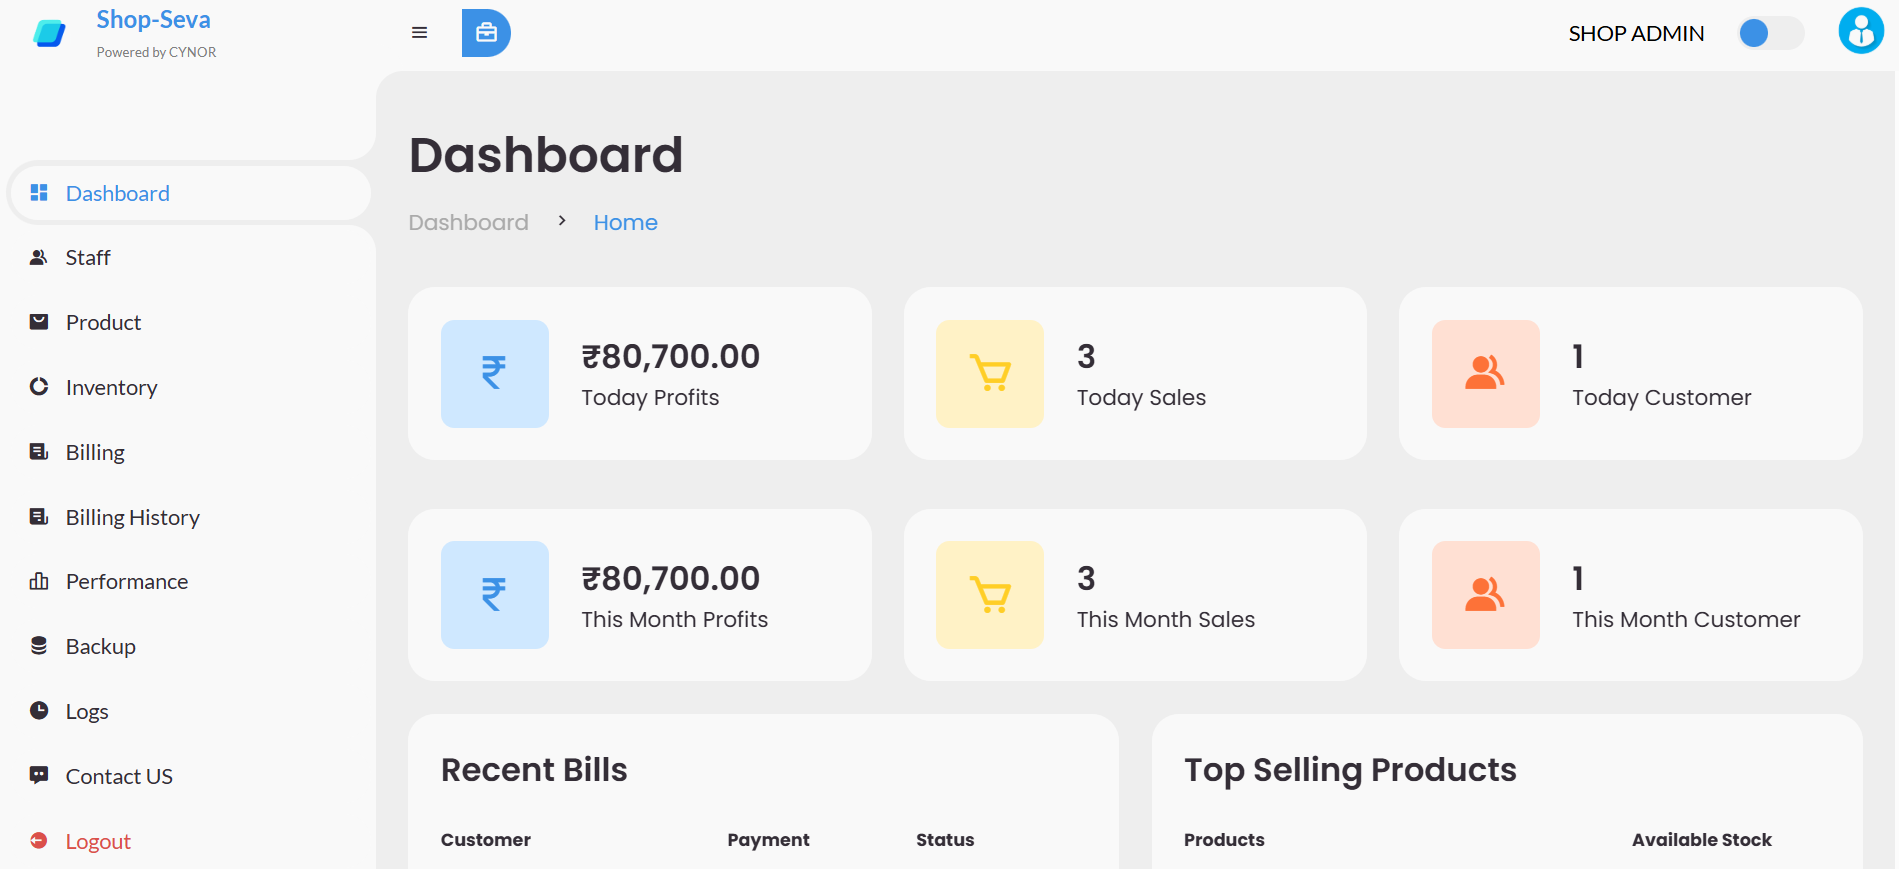 Shop-Seva
Powered by CYNOR
SHOP ADMIN
Dashboard
Staff
Product
Inventory
Billing
Billing History
Performance
Backup
Logs
Contact US
Logout
Dashboard
Dashboard > Home
₹80,700.00
Today Profits
3
Today Sales
1
Today Customer
₹80,700.00
This Month Profits
3
This Month Sales
1
This Month Customer
Recent Bills
Customer Payment Status
Top Selling Products
Products Available Stock